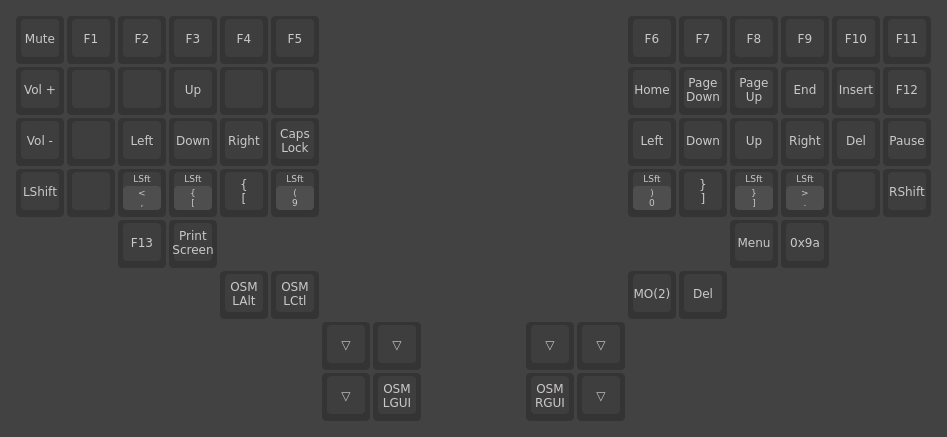 Mute F1 F2 F3 F4 F5 F6 F7 F8 F9 F10 F11
Vol + Up Home Page Down Page Up End Insert F12
Vol - Left Down Right Caps Lock Left Down Up Right Del Pause
LShift LSft < , LSft { [ { [ LSft ( 9 LSft ) 0 } ] LSft } ] LSft > . RShift
F13 Print Screen Menu 0x9a
OSM LAlt OSM LCtl MO(2) Del
▽ ▽ ▽ ▽
▽ OSM LGUI OSM RGUI ▽